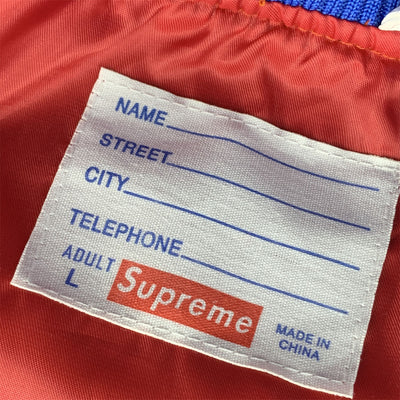 NAME
STREET
CITY
TELEPHONE
ADULT
L
Supreme
MADE IN
CHINA